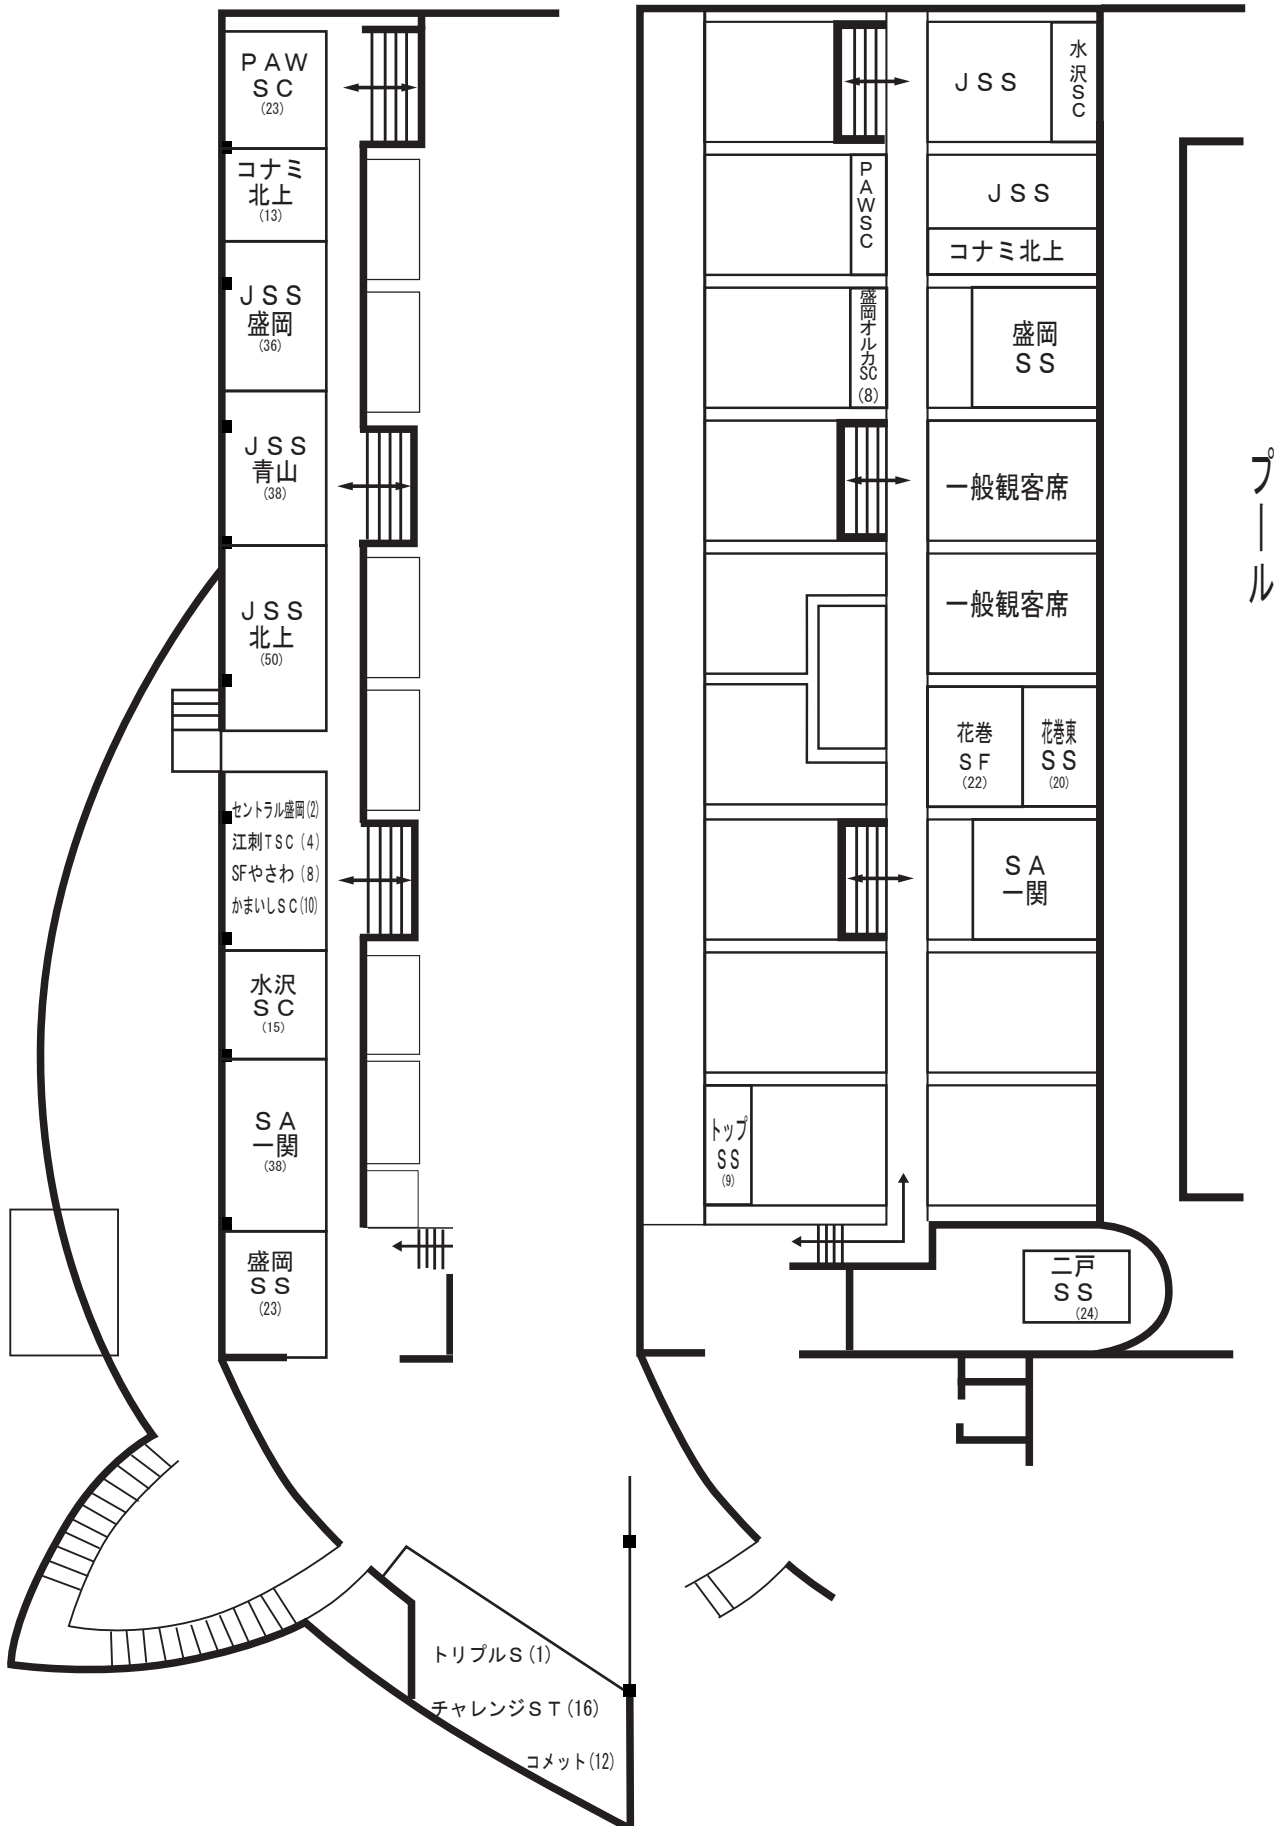 ＰＡＷ
ＳＣ
(23)
コナミ
北上
(13)
ＪＳＳ
盛岡
(36)
ＪＳＳ
青山
(38)
ＪＳＳ
北上
(50)
セントラル盛岡(2)
江刺TSC (4)
SFやさわ (8)
かまいしＳＣ(10)
水沢
ＳＣ
(15)
ＳＡ
一関
(38)
盛岡
ＳＳ
(23)
トリプルＳ(1)
チャレンジＳＴ(16)
コメット(12)
ＪＳＳ
水沢SC
PAWSC
ＪＳＳ
コナミ北上
盛岡オルカSC
(8)
盛岡
ＳＳ
一般観客席
一般観客席
花巻
ＳＦ
(22)
花巻東
ＳＳ
(20)
ＳＡ
一関
トップ
SS
(9)
二戸
ＳＳ
(24)
プール